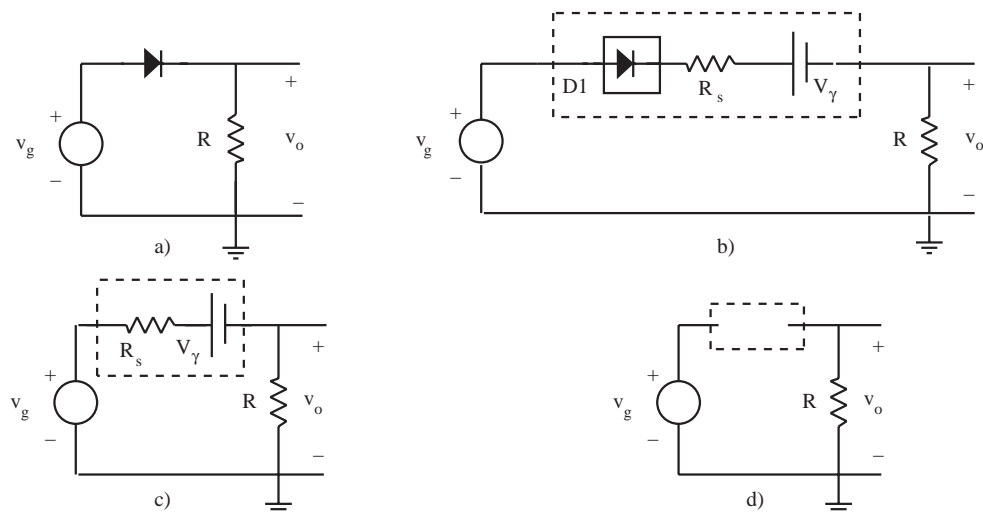 +
v_g
−
R
+
v_o
−
a)
D1
R_s
V_γ
+
v_g
−
R
+
v_o
−
b)
R_s
V_γ
+
v_g
−
R
+
v_o
−
c)
+
v_g
−
R
+
v_o
−
d)